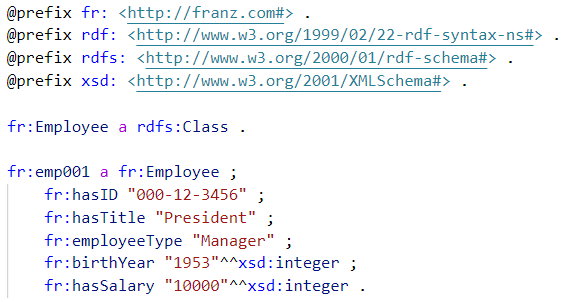 @prefix fr: <http://franz.com#> .
@prefix rdf: <http://www.w3.org/1999/02/22-rdf-syntax-ns#> .
@prefix rdfs: <http://www.w3.org/2000/01/rdf-schema#> .
@prefix xsd: <http://www.w3.org/2001/XMLSchema#> .

fr:Employee a rdfs:Class .

fr:emp001 a fr:Employee ;
    fr:hasID "000-12-3456" ;
    fr:hasTitle "President" ;
    fr:employeeType "Manager" ;
    fr:birthYear "1953"^^xsd:integer ;
    fr:hasSalary "10000"^^xsd:integer .